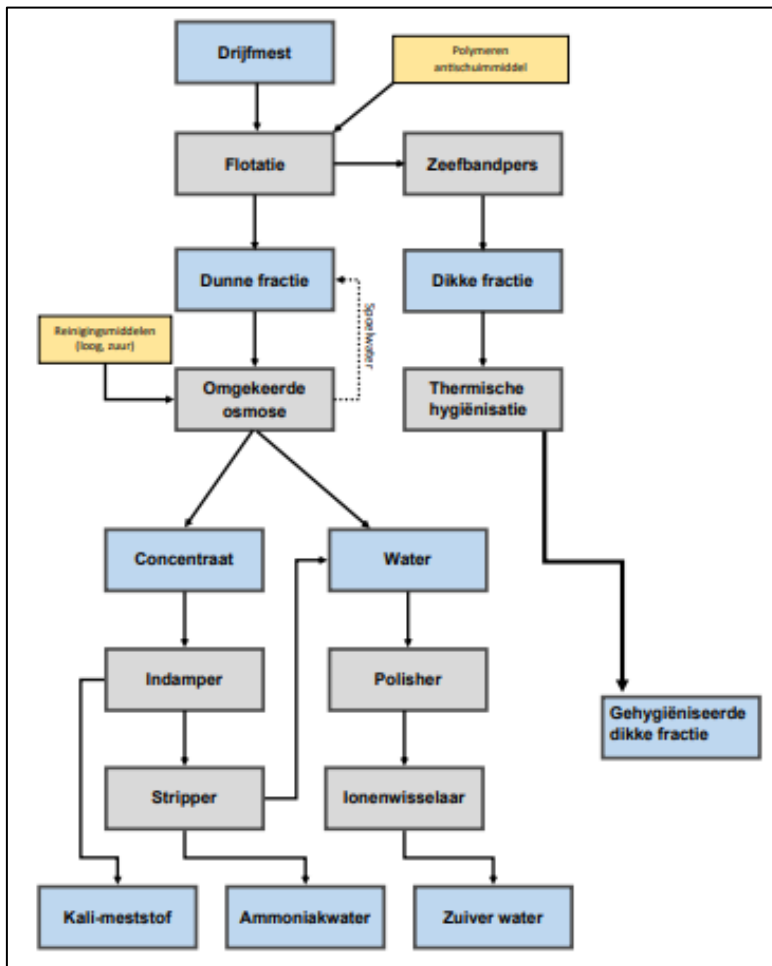 Drijfmest
Polymeren
antischuimmiddel
Flotatie
Zeefbandpers
Dunne fractie
Dikke fractie
Spoelwater
Reinigingsmiddelen
(loog, zuur)
Omgekeerde
osmose
Thermische
hygiënisatie
Concentraat
Water
Indamper
Polisher
Gehygiëniseerde
dikke fractie
Stripper
Ionenwisselaar
Kali-meststof
Ammoniakwater
Zuiver water